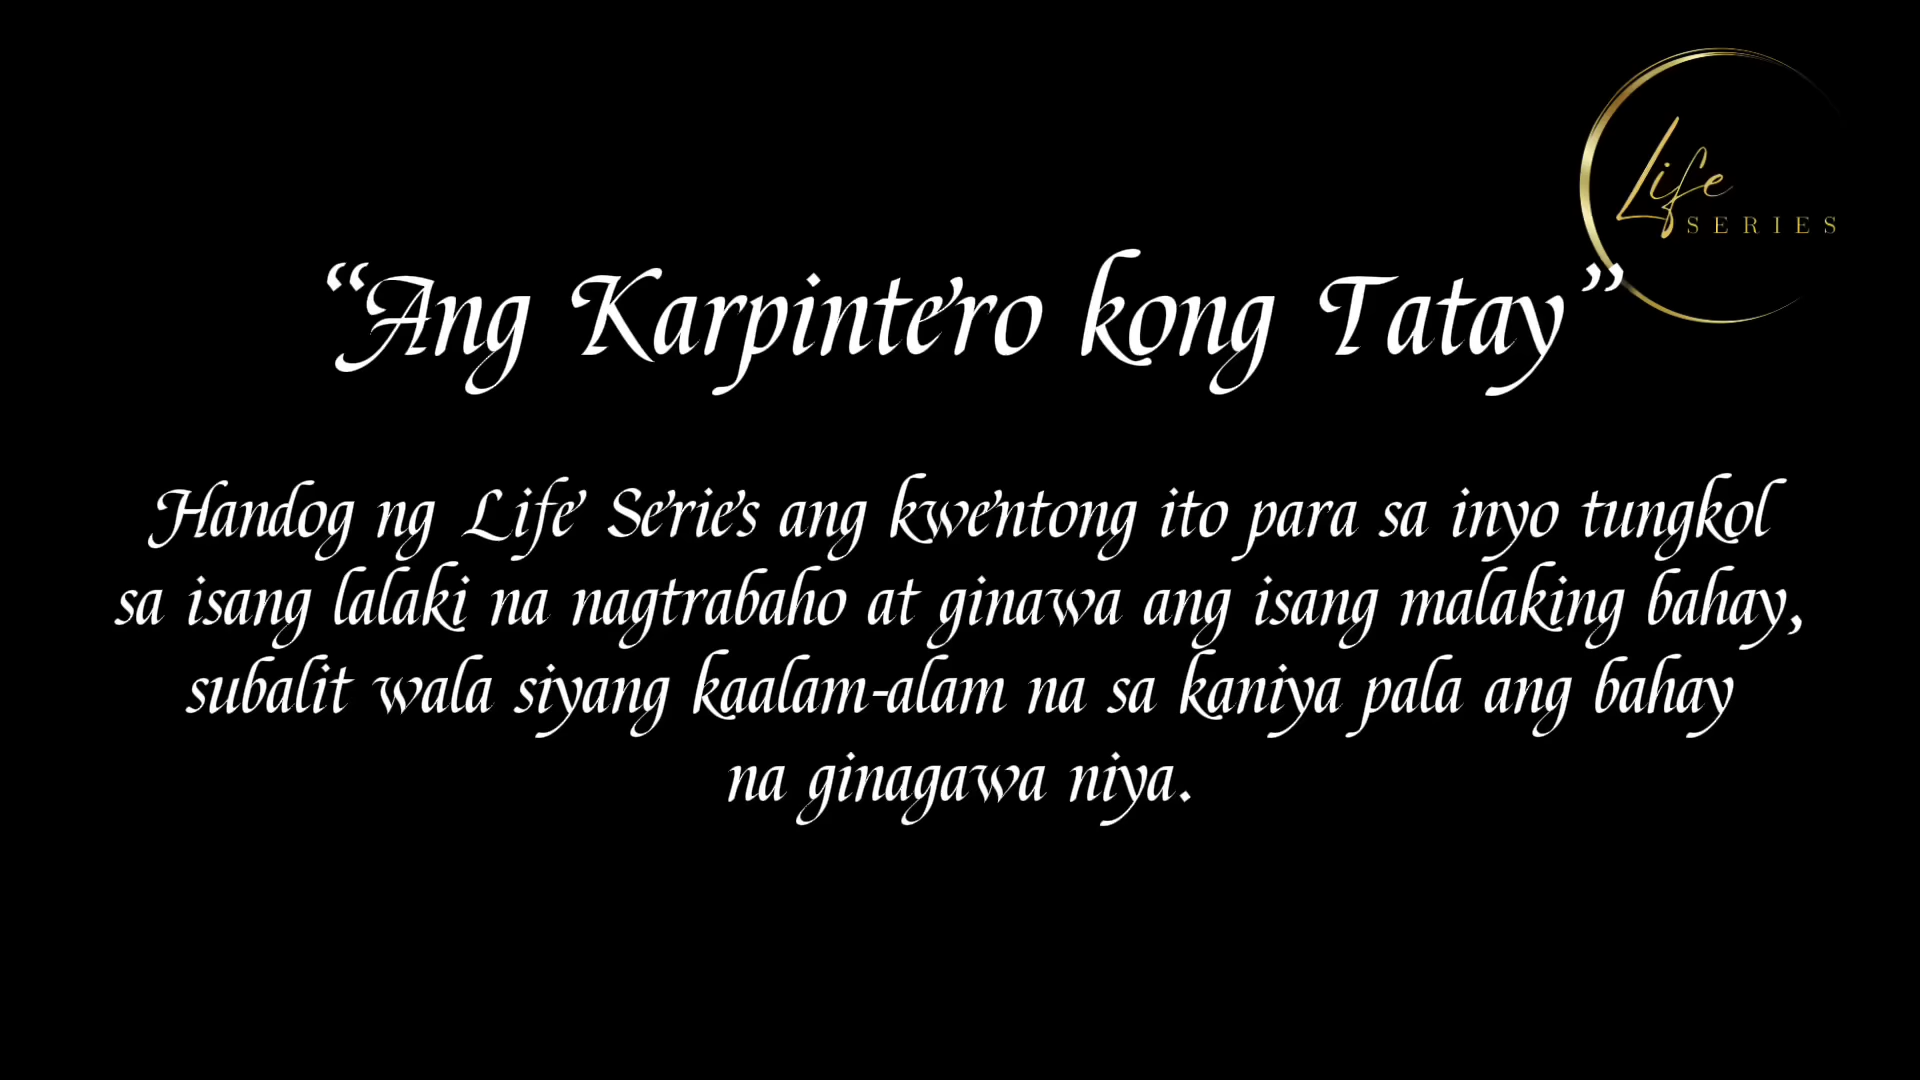 Life
SERIES
“Ang Karpintero kong Tatay”
Handog ng Life Series ang kwentong ito para sa inyo tungkol
sa isang lalaki na nagtrabaho at ginawa ang isang malaking bahay,
subalit wala siyang kaalam-alam na sa kaniya pala ang bahay
na ginagawa niya.